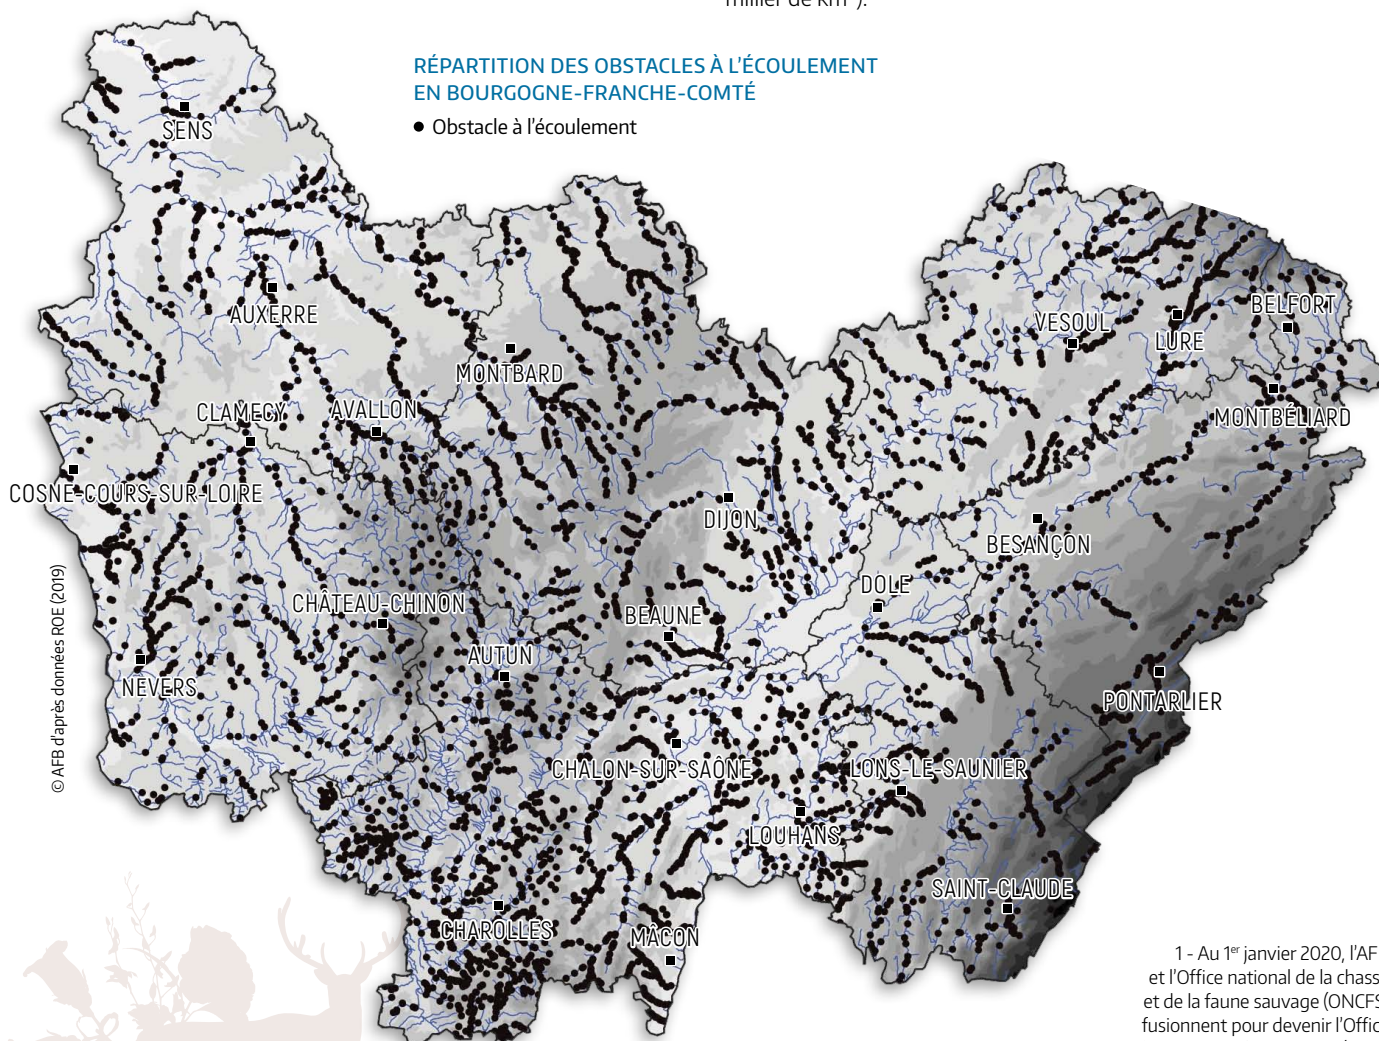 millier de km²).
RÉPARTITION DES OBSTACLES À L'ÉCOULEMENT
EN BOURGOGNE-FRANCHE-COMTÉ
Obstacle à l'écoulement
SENS
AUXERRE
BELFORT
VESOUL
LURE
MONTBARD
CLAMECY
AVALLON
MONTBÉLIARD
COSNE-COURS-SUR-LOIRE
DIJON
BESANÇON
DOLE
CHÂTEAU-CHINON
BEAUNE
AUTUN
NEVERS
PONTARLIER
CHALON-SUR-SAÔNE
LONS-LE-SAUNIER
LOUHANS
SAINT-CLAUDE
CHAROLLES
MÂCON
© AFB d'après données ROE (2019)
1 - Au 1er janvier 2020, l'AF
et l'Office national de la chass
et de la faune sauvage (ONCFS
fusionnent pour devenir l'Offic